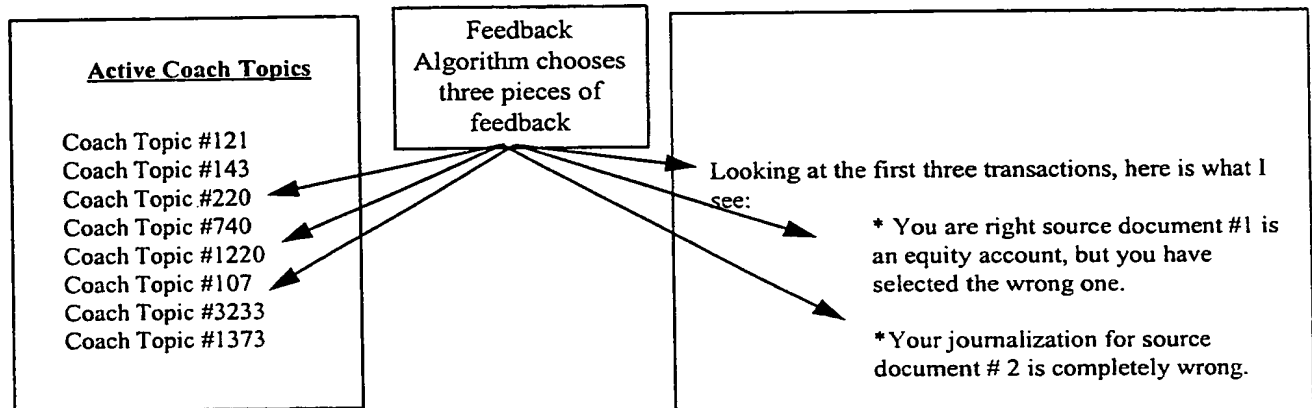 Active Coach Topics
Coach Topic #121
Coach Topic #143
Coach Topic #220
Coach Topic #740
Coach Topic #1220
Coach Topic #107
Coach Topic #3233
Coach Topic #1373
Feedback
Algorithm chooses
three pieces of
feedback
Looking at the first three transactions, here is what I
see:
* You are right source document #1 is
an equity account, but you have
selected the wrong one.
*Your journalization for source
document # 2 is completely wrong.